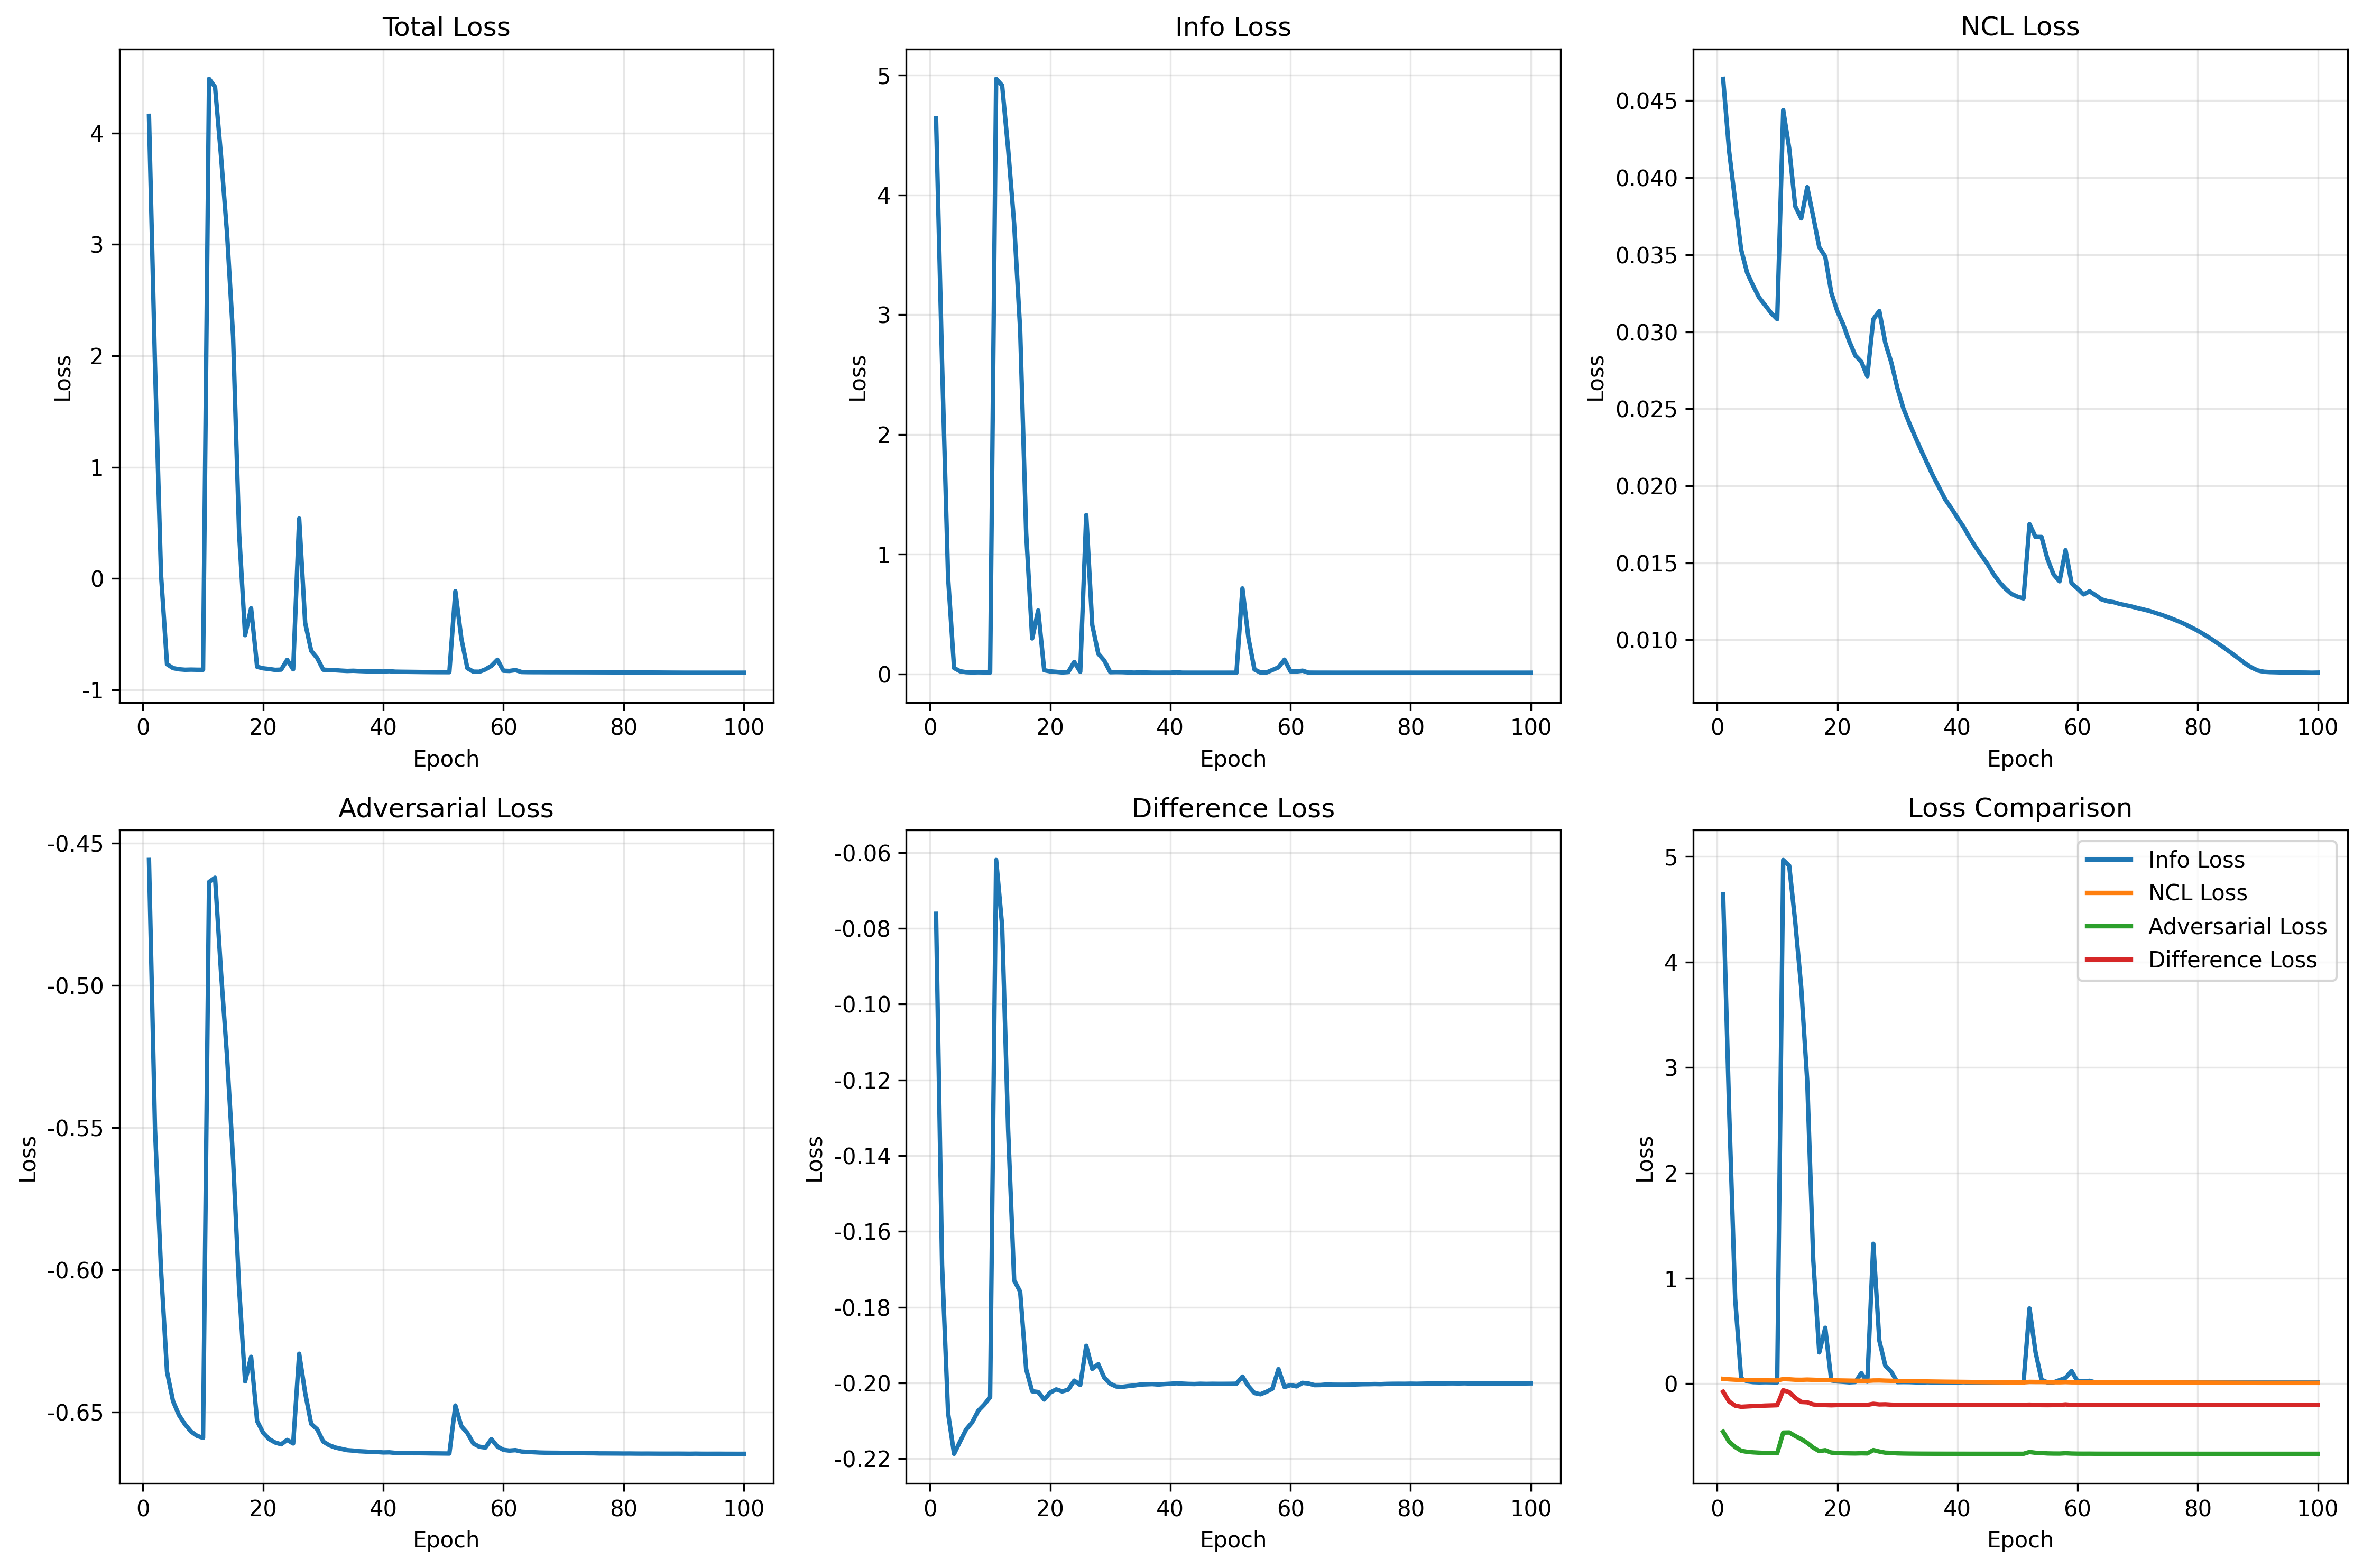 Total Loss
Loss
4
3
2
1
0
-1
0 20 40 60 80 100
Epoch
Info Loss
Loss
5
4
3
2
1
0
0 20 40 60 80 100
Epoch
NCL Loss
Loss
0.045
0.040
0.035
0.030
0.025
0.020
0.015
0.010
0 20 40 60 80 100
Epoch
Adversarial Loss
Loss
-0.45
-0.50
-0.55
-0.60
-0.65
0 20 40 60 80 100
Epoch
Difference Loss
Loss
-0.06
-0.08
-0.10
-0.12
-0.14
-0.16
-0.18
-0.20
-0.22
0 20 40 60 80 100
Epoch
Loss Comparison
Loss
5
4
3
2
1
0
Info Loss
NCL Loss
Adversarial Loss
Difference Loss
0 20 40 60 80 100
Epoch